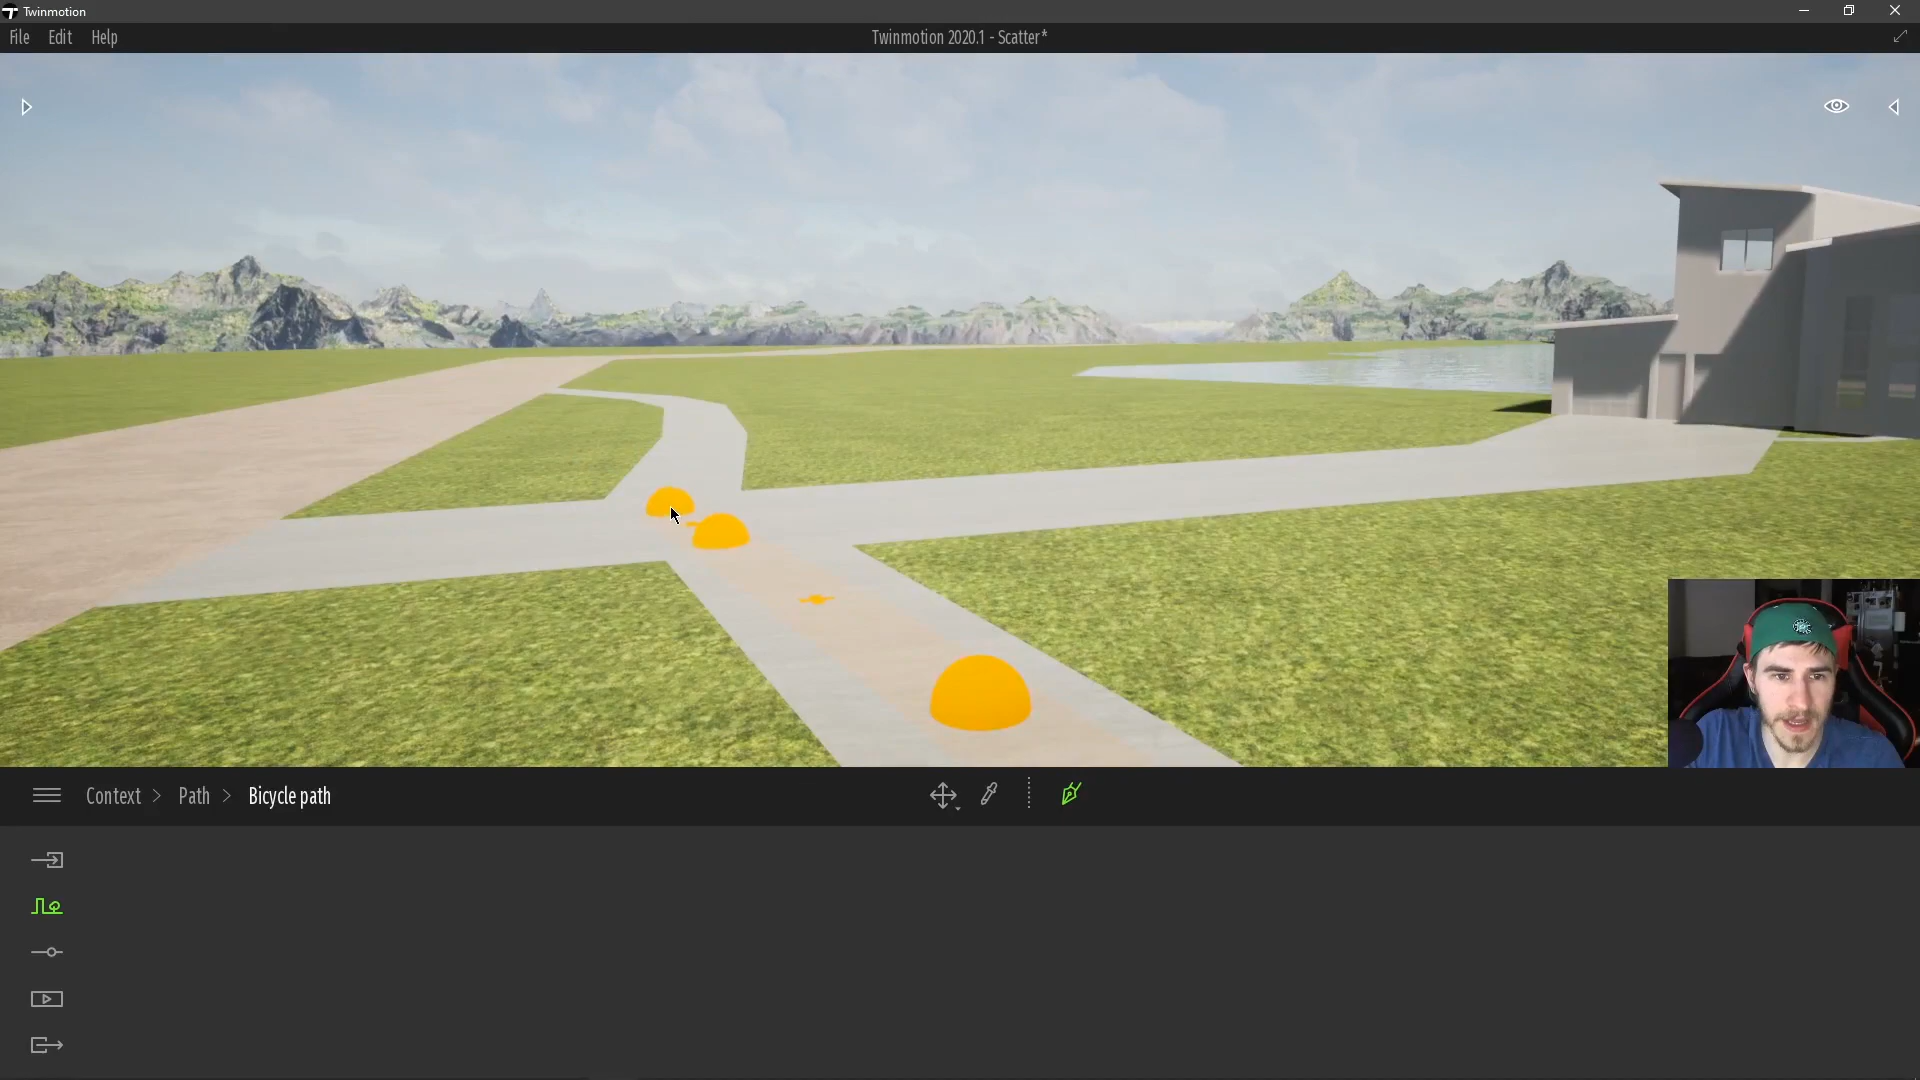 Twinmotion
File Edit Help
Twinmotion 2020.1 - Scatter*
Context > Path > Bicycle path